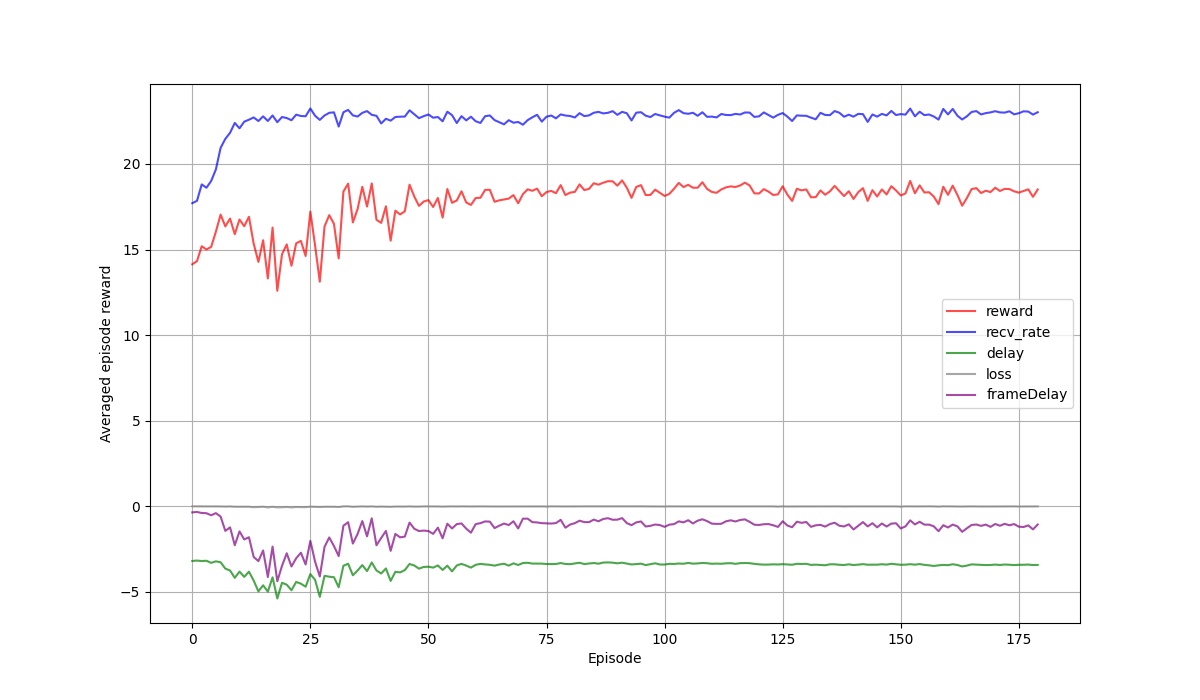 Averaged episode reward
20
15
10
5
0
−5
reward
recv_rate
delay
loss
frameDelay
0 25 50 75 100 125 150 175
Episode